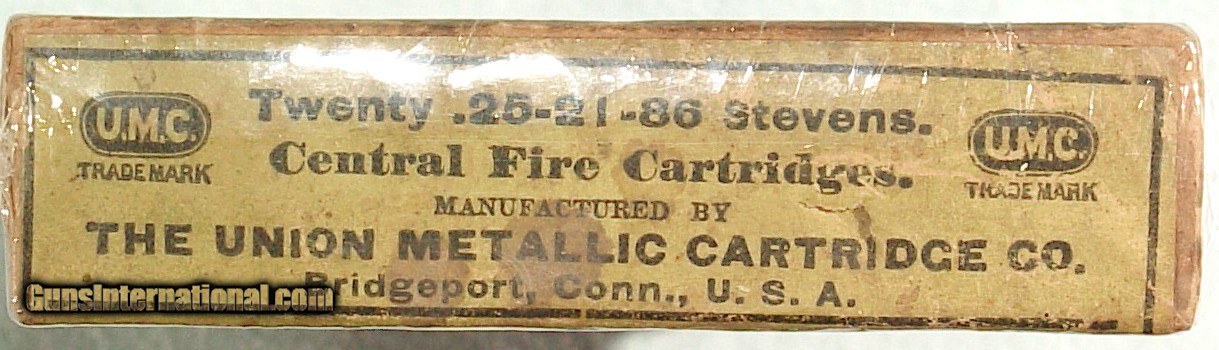 Twenty .25-21-86 Stevens.
U.M.C.
TRADE MARK
U.M.C.
TRADE MARK
Central Fire Cartridges.
MANUFACTURED BY
THE UNION METALLIC CARTRIDGE CO.
Bridgeport, Conn., U. S. A.
GunsInternational.com